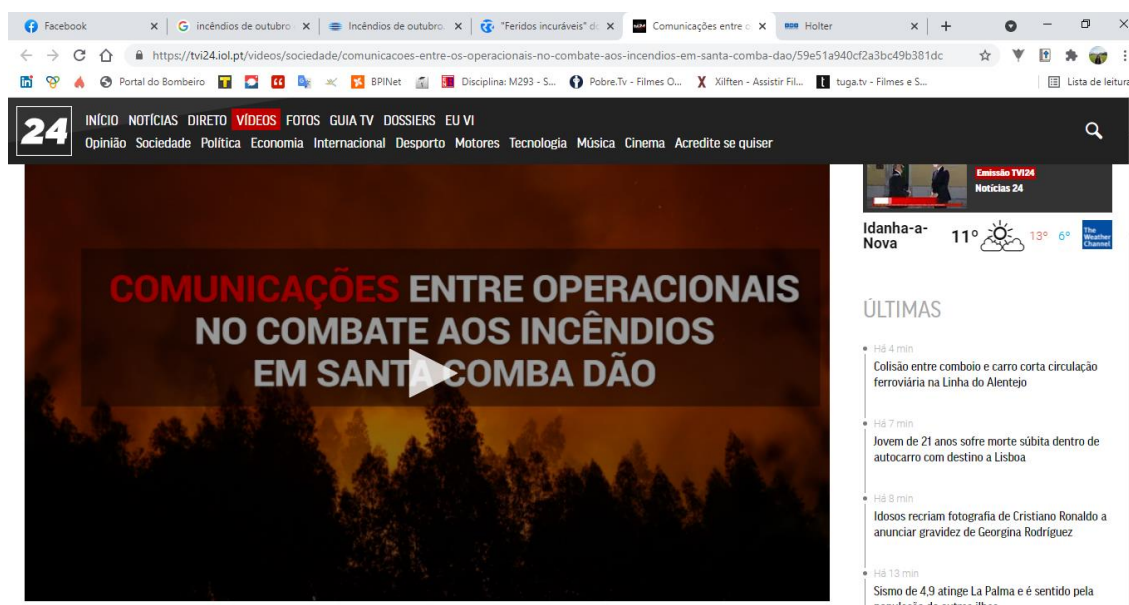 Facebook
incêndios de outubro
Incêndios de outubro.
"Feridos incuráveis" d
Comunicações entre o
Holter
https://tvi24.iol.pt/videos/sociedade/comunicacoes-entre-os-operacionais-no-combate-aos-incendios-em-santa-comba-dao/59e51a940cf2a3bc49b381dc
Portal do Bombeiro
BPINet
Disciplina: M293 - S...
Pobre.Tv - Filmes O...
Xilften - Assistir Fil...
tuga.tv - Filmes e S...
Lista de leitura
24
INÍCIO NOTÍCIAS DIRETO VÍDEOS FOTOS GUIA TV DOSSIERS EU VI
Opinião Sociedade Política Economia Internacional Desporto Motores Tecnologia Música Cinema Acredite se quiser
COMUNICAÇÕES ENTRE OPERACIONAIS
NO COMBATE AOS INCÊNDIOS
EM SANTA COMBA DÃO
Emissão TVI24
Notícias 24
Idanha-a-
Nova
11º
13º 6º
The
Weather
Channel
ÚLTIMAS
Há 4 min
Colisão entre comboio e carro corta circulação
ferroviária na Linha do Alentejo
Há 7 min
Jovem de 21 anos sofre morte súbita dentro de
autocarro com destino a Lisboa
Há 8 min
Idosos recriam fotografia de Cristiano Ronaldo a
anunciar gravidez de Georgina Rodríguez
Há 13 min
Sismo de 4,9 atinge La Palma e é sentido pela